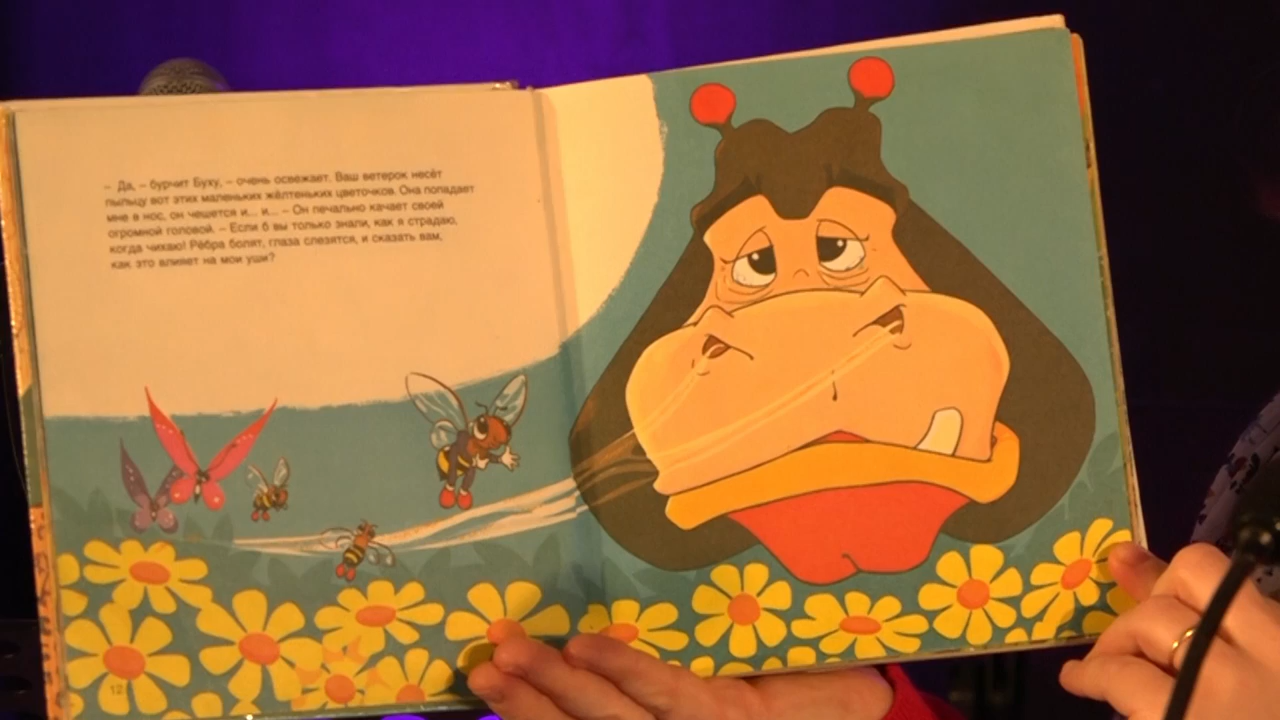 – Да, – бурчит Буху, – очень освежает. Ваш ветерок несёт
пыльцу вот этих маленьких жёлтеньких цветочков. Она попадает
мне в нос, он чешется и... и... – Он печально качает своей
огромной головой. – Если б вы только знали, как я страдаю,
когда чихаю! Рёбра болят, глаза слезятся, и сказать вам,
как это влияет на мои уши?
12